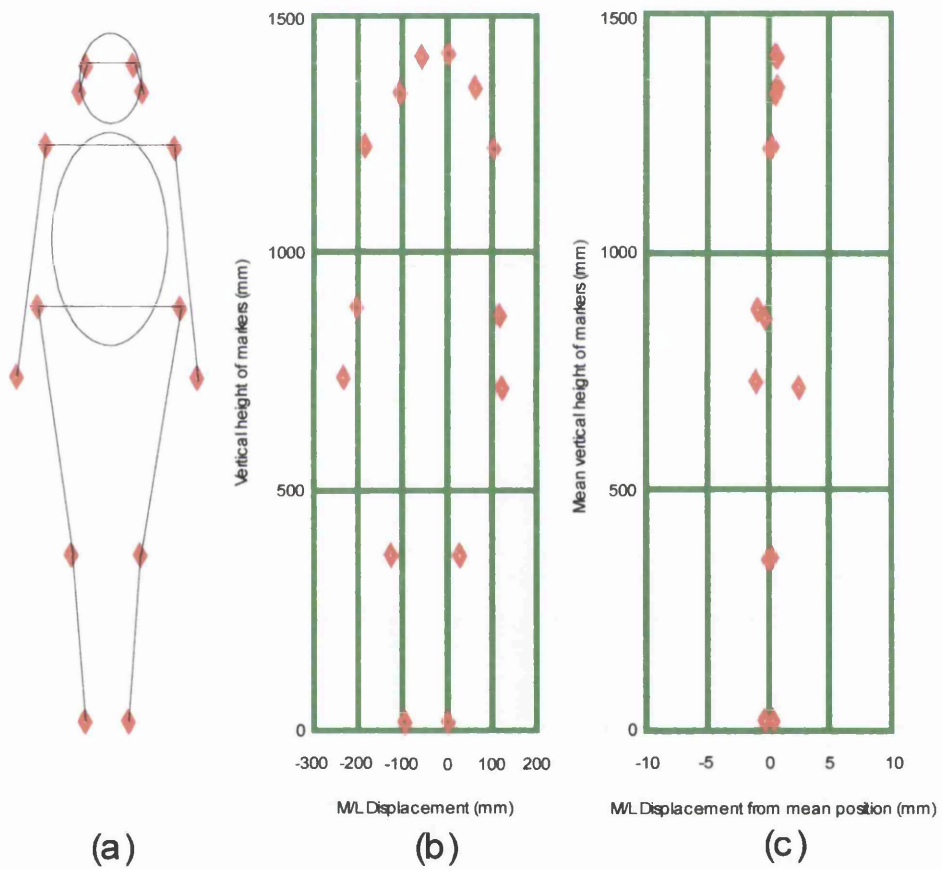 1500
1000
500
0
Vertical height of markers (mm)
-300 -200 -100 0 100 200
M/L Displacement (mm)
1500
1000
500
0
Mean vertical height of markers (mm)
-10 -5 0 5 10
M/L Displacement from mean position (mm)
(a) (b) (c)